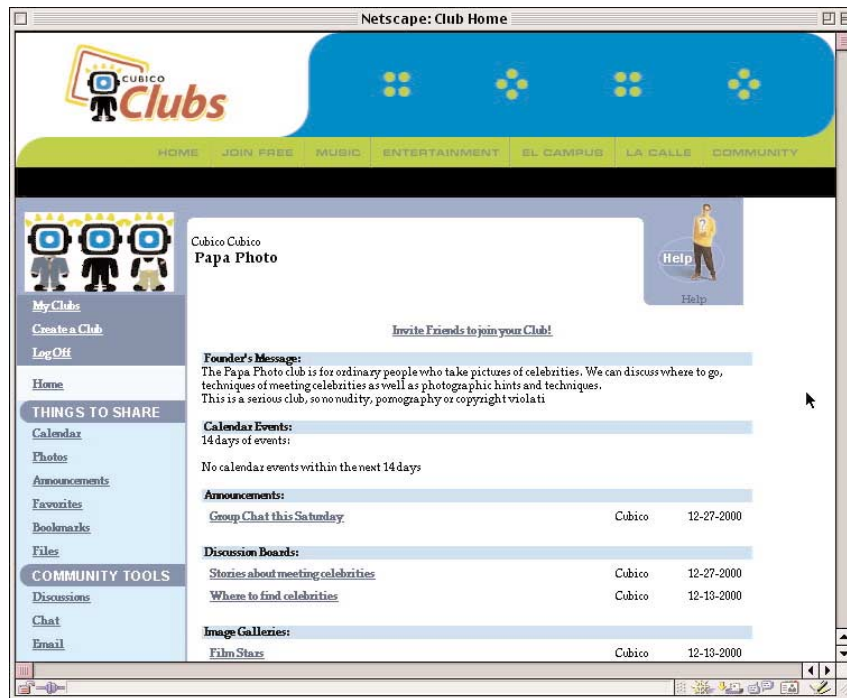 Netscape: Club Home
CUBICO
Clubs
HOME JOIN FREE MUSIC ENTERTAINMENT EL CAMPUS LA CALLE COMMUNITY
Cubico Cubico
Papa Photo
Help
Help
My Clubs
Create a Club
Log Off
Home
THINGS TO SHARE
Calendar
Photos
Announcements
Favorites
Bookmarks
Files
COMMUNITY TOOLS
Discussions
Chat
Email
Invite Friends to join your Club!
Founder's Message:
The Papa Photo club is for ordinary people who take pictures of celebrities. We can discuss where to go,
techniques of meeting celebrities as well as photographic hints and techniques.
This is a serious club, so no nudity, pornography or copyright violati
Calendar Events:
14 days of events:
No calendar events within the next 14 days
Announcements:
Group Chat this Saturday Cubico 12-27-2000
Discussion Boards:
Stories about meeting celebrities Cubico 12-27-2000
Where to find celebrities Cubico 12-13-2000
Image Galleries:
Film Stars Cubico 12-13-2000